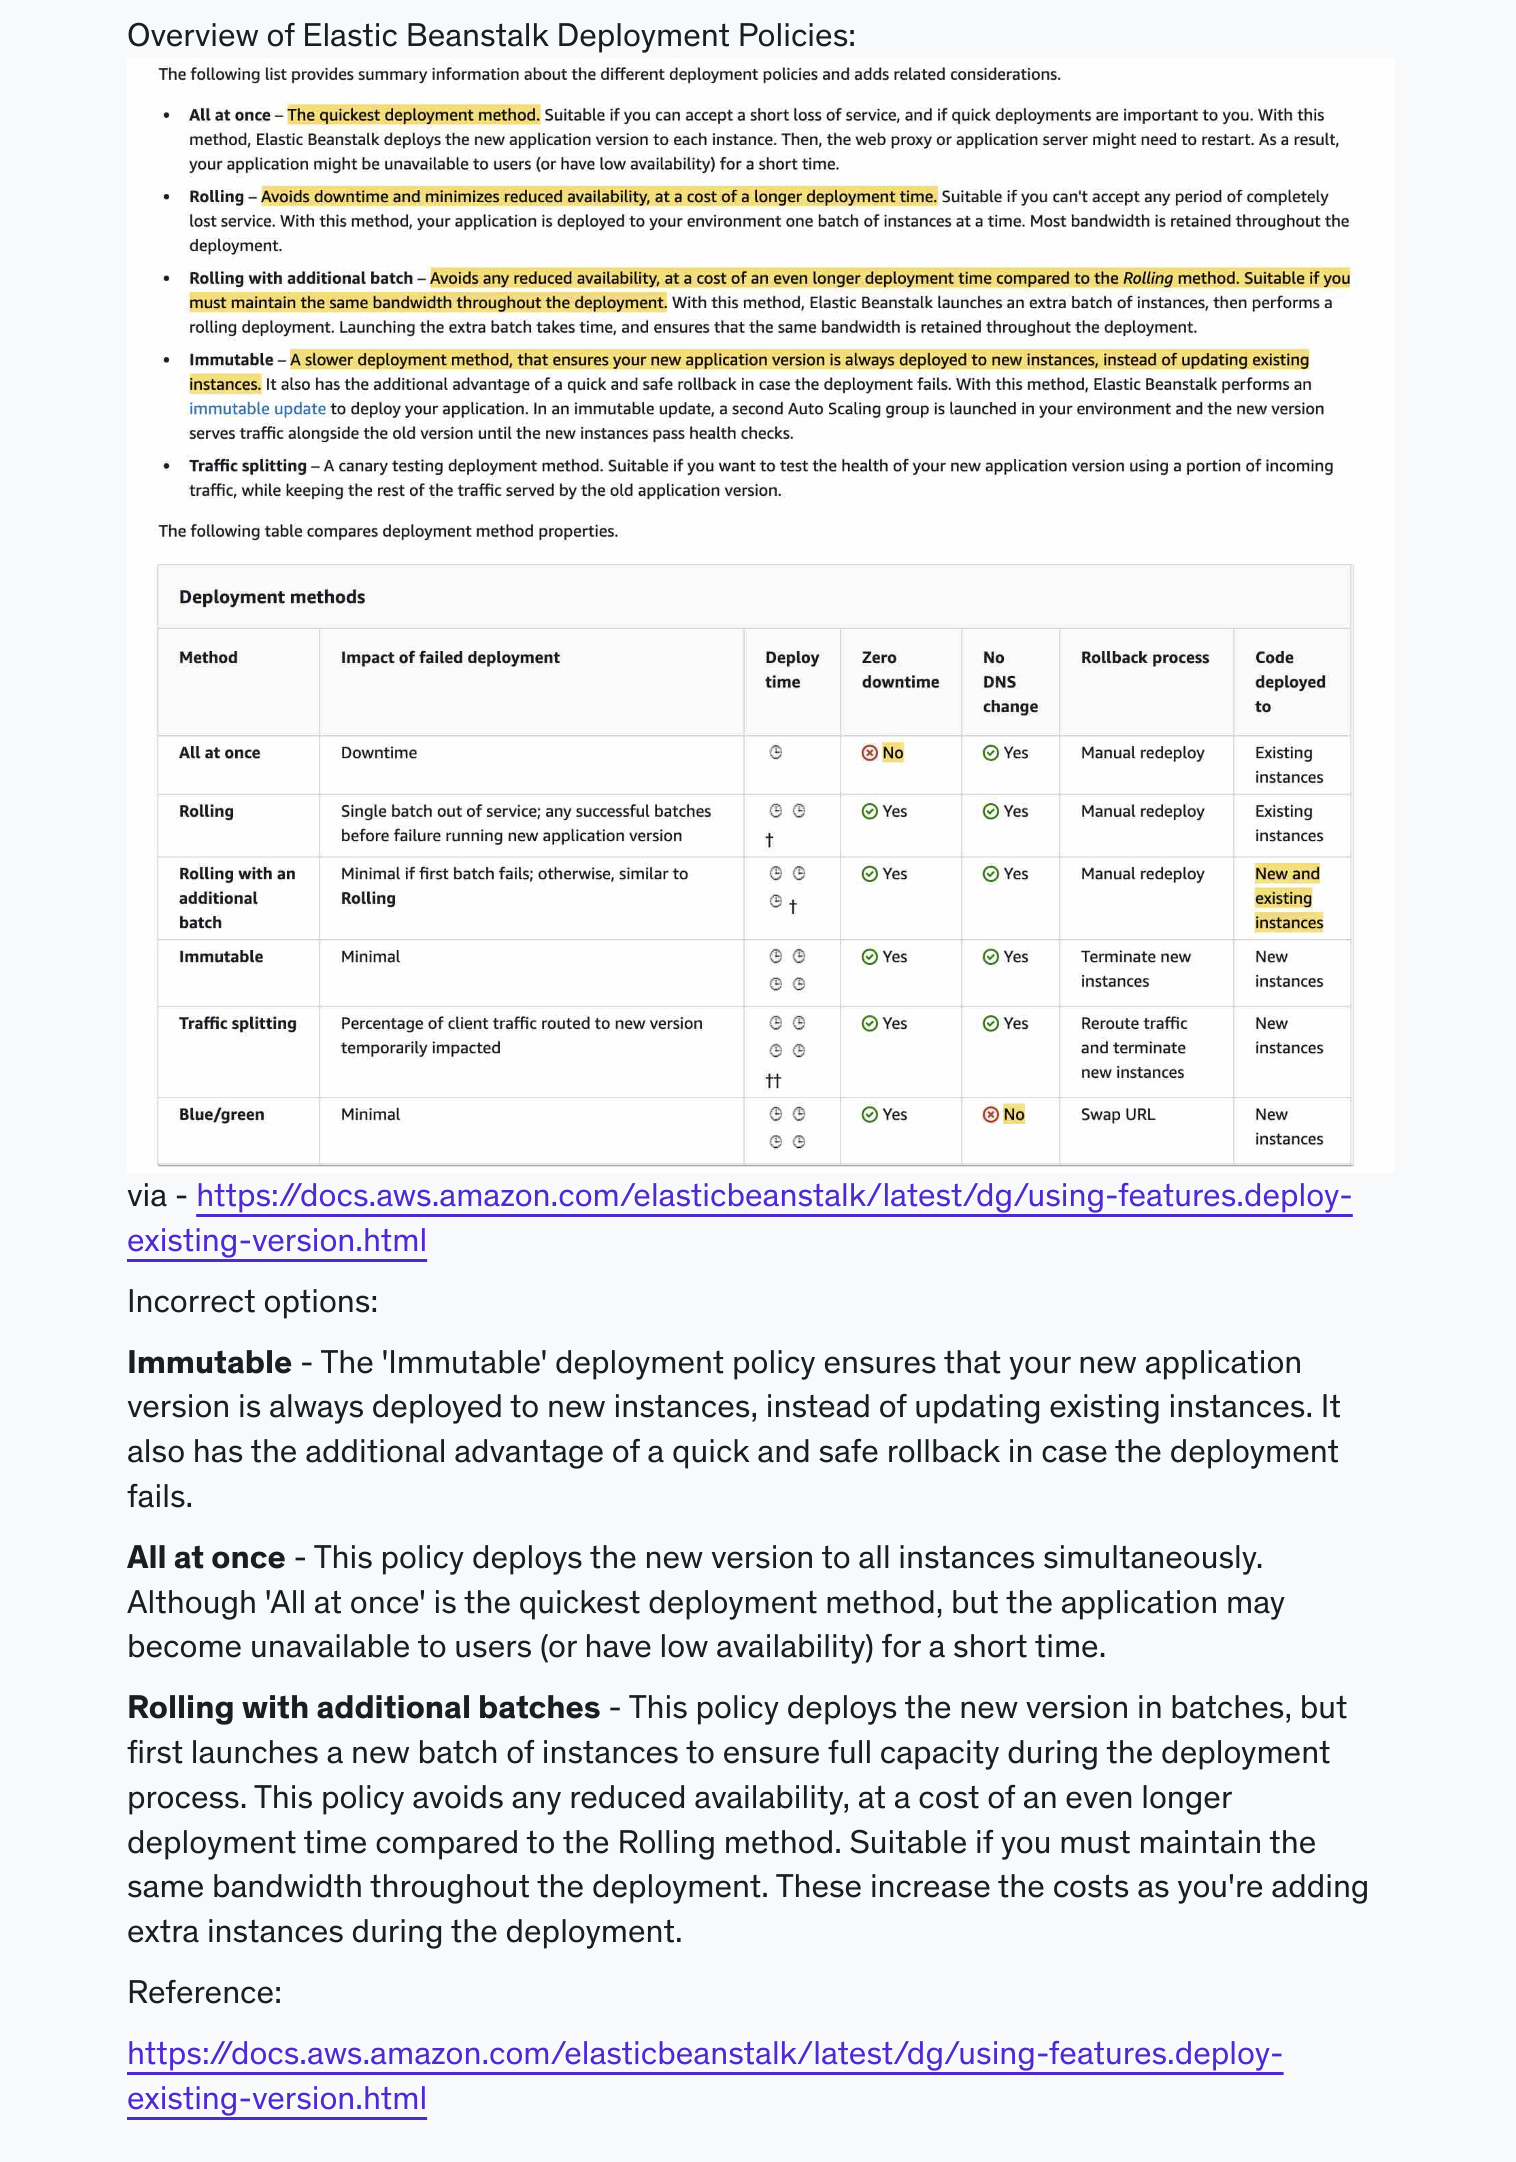 Overview of Elastic Beanstalk Deployment Policies:
The following list provides summary information about the different deployment policies and adds related considerations.
• All at once – The quickest deployment method. Suitable if you can accept a short loss of service, and if quick deployments are important to you. With this
method, Elastic Beanstalk deploys the new application version to each instance. Then, the web proxy or application server might need to restart. As a result,
your application might be unavailable to users (or have low availability) for a short time.
• Rolling – Avoids downtime and minimizes reduced availability, at a cost of a longer deployment time. Suitable if you can't accept any period of completely
lost service. With this method, your application is deployed to your environment one batch of instances at a time. Most bandwidth is retained throughout the
deployment.
• Rolling with additional batch – Avoids any reduced availability, at a cost of an even longer deployment time compared to the Rolling method. Suitable if you
must maintain the same bandwidth throughout the deployment. With this method, Elastic Beanstalk launches an extra batch of instances, then performs a
rolling deployment. Launching the extra batch takes time, and ensures that the same bandwidth is retained throughout the deployment.
• Immutable – A slower deployment method, that ensures your new application version is always deployed to new instances, instead of updating existing
instances. It also has the additional advantage of a quick and safe rollback in case the deployment fails. With this method, Elastic Beanstalk performs an
immutable update to deploy your application. In an immutable update, a second Auto Scaling group is launched in your environment and the new version
serves traffic alongside the old version until the new instances pass health checks.
• Traffic splitting – A canary testing deployment method. Suitable if you want to test the health of your new application version using a portion of incoming
traffic, while keeping the rest of the traffic served by the old application version.
The following table compares deployment method properties.
Deployment methods
Method Impact of failed deployment Deploy time Zero downtime No DNS change Rollback process Code deployed to
All at once Downtime No Yes Manual redeploy Existing instances
Rolling Single batch out of service; any successful batches before failure running new application version † Yes Yes Manual redeploy Existing instances
Rolling with an additional batch Minimal if first batch fails; otherwise, similar to Rolling † Yes Yes Manual redeploy New and existing instances
Immutable Minimal Yes Yes Terminate new instances New instances
Traffic splitting Percentage of client traffic routed to new version temporarily impacted †† Yes Yes Reroute traffic and terminate new instances New instances
Blue/green Minimal Yes No Swap URL New instances
via - https://docs.aws.amazon.com/elasticbeanstalk/latest/dg/using-features.deploy-
existing-version.html
Incorrect options:
Immutable - The 'Immutable' deployment policy ensures that your new application
version is always deployed to new instances, instead of updating existing instances. It
also has the additional advantage of a quick and safe rollback in case the deployment
fails.
All at once - This policy deploys the new version to all instances simultaneously.
Although 'All at once' is the quickest deployment method, but the application may
become unavailable to users (or have low availability) for a short time.
Rolling with additional batches - This policy deploys the new version in batches, but
first launches a new batch of instances to ensure full capacity during the deployment
process. This policy avoids any reduced availability, at a cost of an even longer
deployment time compared to the Rolling method. Suitable if you must maintain the
same bandwidth throughout the deployment. These increase the costs as you're adding
extra instances during the deployment.
Reference:
https://docs.aws.amazon.com/elasticbeanstalk/latest/dg/using-features.deploy-
existing-version.html